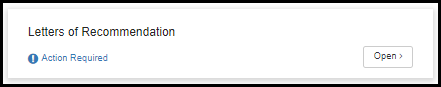 Letters of Recommendation
Action Required
Open ›